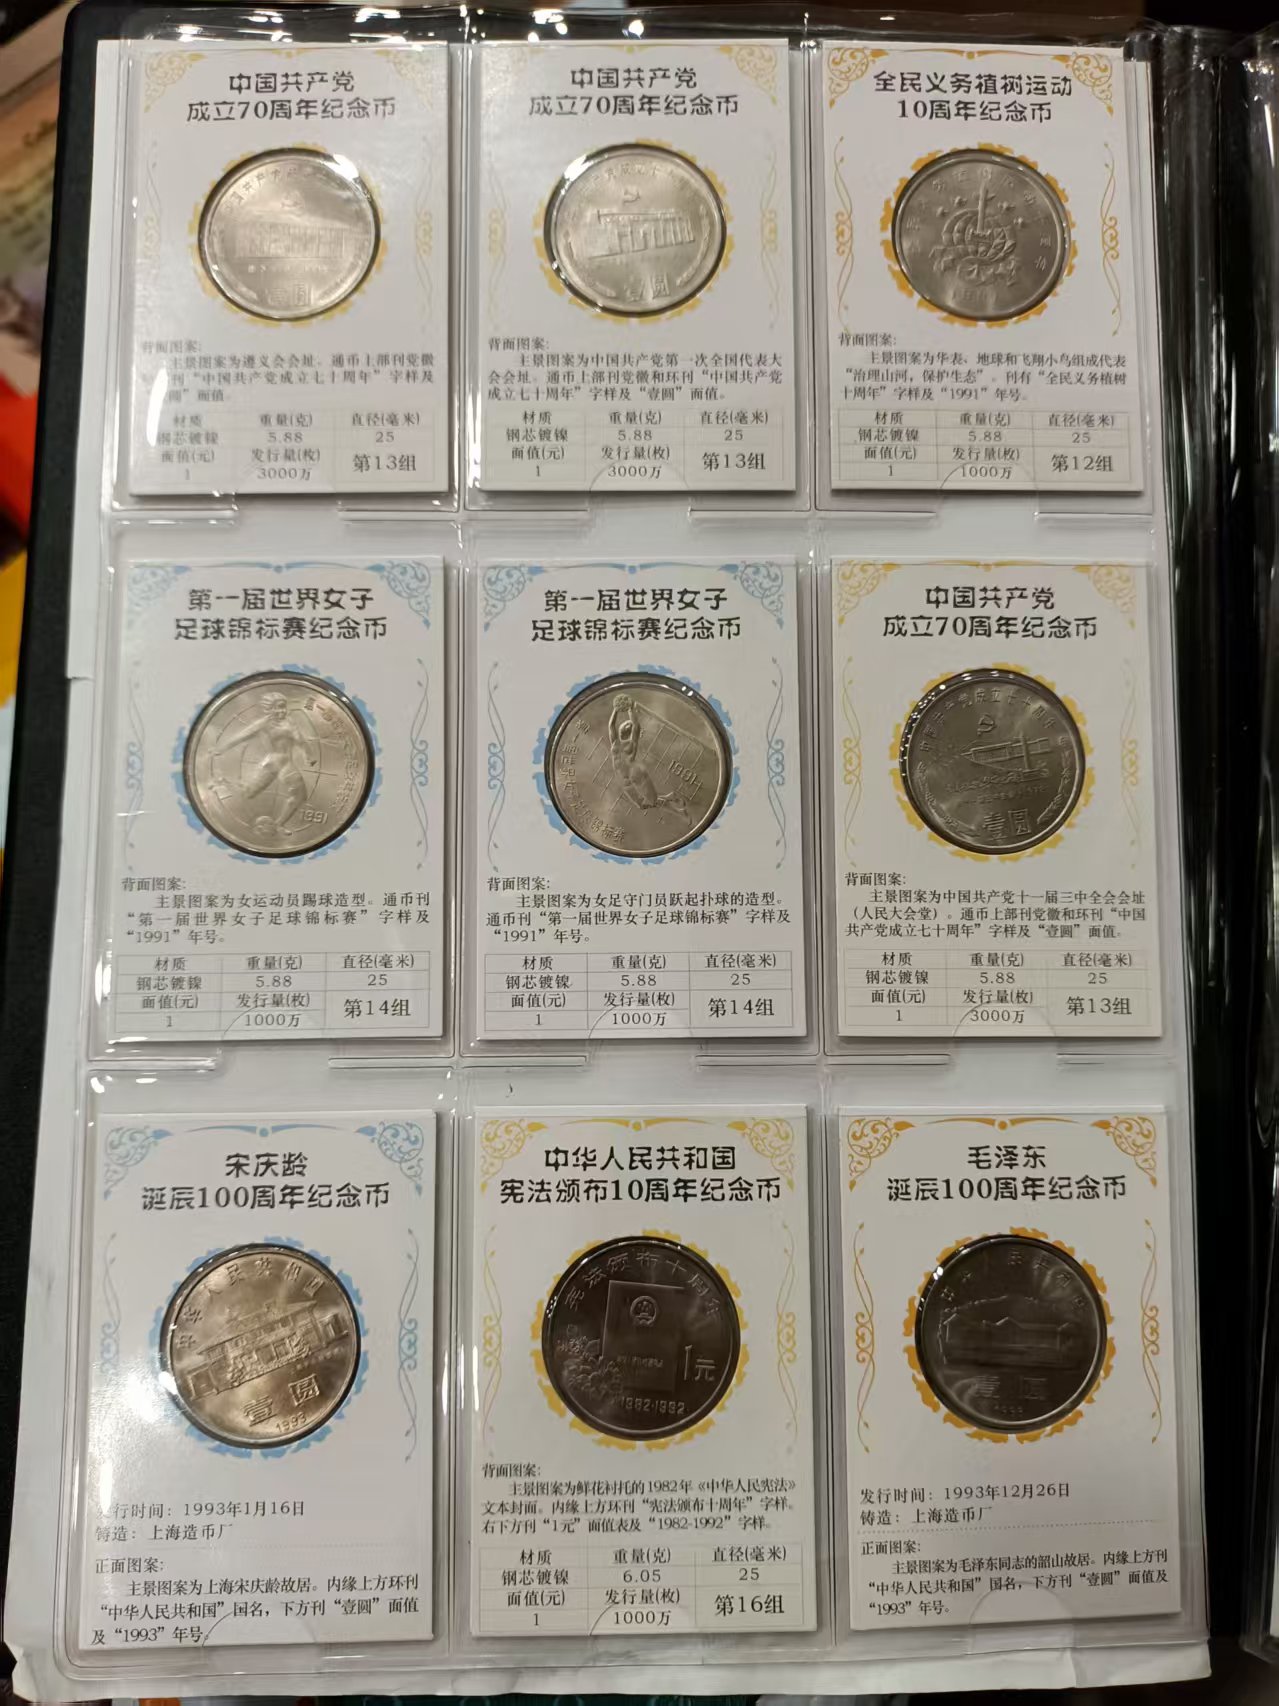 中国共产党
成立70周年纪念币
壹圆
背面图案:
主景图案为遵义会会址。通币上部刊党徽
刊“中国共产党成立七十周年”字样及
圆”面值。
材质 重量(克) 直径(毫米)
钢芯镀镍 5.88 25
面值(元) 发行量(枚) 第13组
1 3000万
中国共产党
成立70周年纪念币
壹圆
背面图案:
主景图案为中国共产党第一次全国代表大
会会址。通币上部刊党徽和环刊“中国共产党
成立七十周年”字样及“壹圆”面值。
材质 重量(克) 直径(毫米)
钢芯镀镍 5.88 25
面值(元) 发行量(枚) 第13组
1 3000万
全民义务植树运动
10周年纪念币
背面图案:
主景图案为华表、地球和飞翔小鸟组成代表
“治理山河，保护生态”。刊有“全民义务植树
十周年”字样及“1991”年号。
材质 重量(克) 直径(毫米)
钢芯镀镍 5.88 25
面值(元) 发行量(枚) 第12组
1 1000万
第一届世界女子
足球锦标赛纪念币
1991
背面图案:
主景图案为女运动员踢球造型。通币刊
“第一届世界女子足球锦标赛”字样及
“1991”年号。
材质 重量(克) 直径(毫米)
钢芯镀镍 5.88 25
面值(元) 发行量(枚) 第14组
1 1000万
第一届世界女子
足球锦标赛纪念币
1991
背面图案:
主景图案为女足守门员跃起扑球的造型。
通币刊“第一届世界女子足球锦标赛”字样及
“1991”年号。
材质 重量(克) 直径(毫米)
钢芯镀镍 5.88 25
面值(元) 发行量(枚) 第14组
1 1000万
中国共产党
成立70周年纪念币
中国共产党成立七十周年
壹圆
背面图案:
主景图案为中国共产党十一届三中全会会址
（人民大会堂）。通币上部刊党徽和环刊“中国
共产党成立七十周年”字样及“壹圆”面值。
材质 重量(克) 直径(毫米)
钢芯镀镍 5.88 25
面值(元) 发行量(枚) 第13组
1 3000万
宋庆龄
诞辰100周年纪念币
中华人民共和国
壹圆
1993
发行时间: 1993年1月16日
铸造: 上海造币厂
正面图案:
主景图案为上海宋庆龄故居。内缘上方环刊
“中华人民共和国”国名，下方刊“壹圆”面值
及“1993”年号。
中华人民共和国
宪法颁布10周年纪念币
宪法颁布十周年
1元
1982·1992
背面图案:
主景图案为鲜花衬托的1982年《中华人民宪法》
文本封面。内缘上方环刊“宪法颁布十周年”字样。
右下方刊“1元”面值表及“1982-1992”字样。
材质 重量(克) 直径(毫米)
钢芯镀镍 6.05 25
面值(元) 发行量(枚) 第16组
1 1000万
毛泽东
诞辰100周年纪念币
壹圆
发行时间: 1993年12月26日
铸造: 上海造币厂
正面图案:
主景图案为毛泽东同志的韶山故居。内缘上方刊
“中华人民共和国”国名，下方刊“壹圆”面值及
“1993”年号。